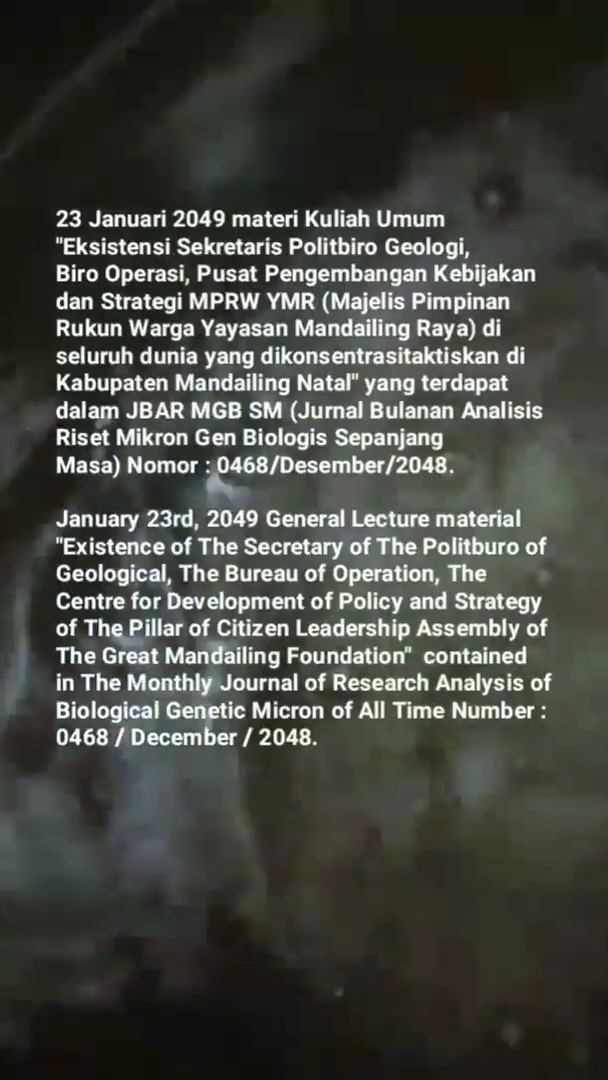 23 Januari 2049 materi Kuliah Umum
"Eksistensi Sekretaris Politbiro Geologi,
Biro Operasi, Pusat Pengembangan Kebijakan
dan Strategi MPRW YMR (Majelis Pimpinan
Rukun Warga Yayasan Mandailing Raya) di
seluruh dunia yang dikonsentrasitaktiskan di
Kabupaten Mandailing Natal" yang terdapat
dalam JBAR MGB SM (Jurnal Bulanan Analisis
Riset Mikron Gen Biologis Sepanjang
Masa) Nomor : 0468/Desember/2048.
January 23rd, 2049 General Lecture material
"Existence of The Secretary of The Politburo of
Geological, The Bureau of Operation, The
Centre for Development of Policy and Strategy
of The Pillar of Citizen Leadership Assembly of
The Great Mandailing Foundation" contained
in The Monthly Journal of Research Analysis of
Biological Genetic Micron of All Time Number :
0468 / December / 2048.